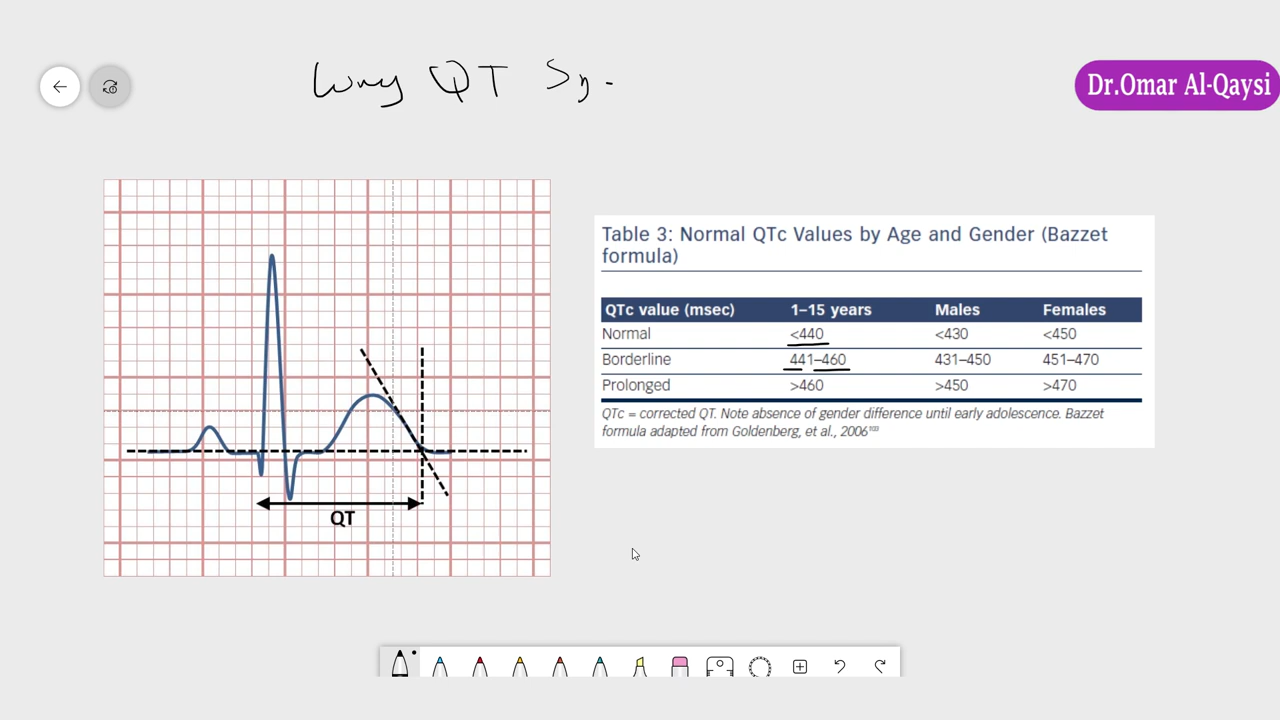 Long QT Sy.
Dr.Omar Al-Qaysi
QT
Table 3: Normal QTc Values by Age and Gender (Bazzet
formula)
QTc value (msec) 1–15 years Males Females
Normal <440 <430 <450
Borderline 441–460 431–450 451–470
Prolonged >460 >450 >470
QTc = corrected QT. Note absence of gender difference until early adolescence. Bazzet
formula adapted from Goldenberg, et al., 2006¹⁰³